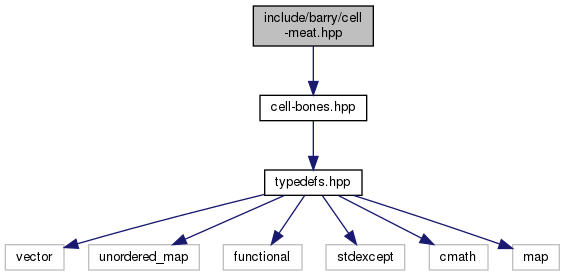 include/barry/cell
-meat.hpp
cell-bones.hpp
typedefs.hpp
vector
unordered_map
functional
stdexcept
cmath
map